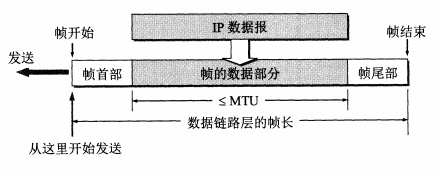 IP 数据报
帧开始
帧结束
发送
帧首部
帧的数据部分
帧尾部
≤ MTU
数据链路层的帧长
从这里开始发送